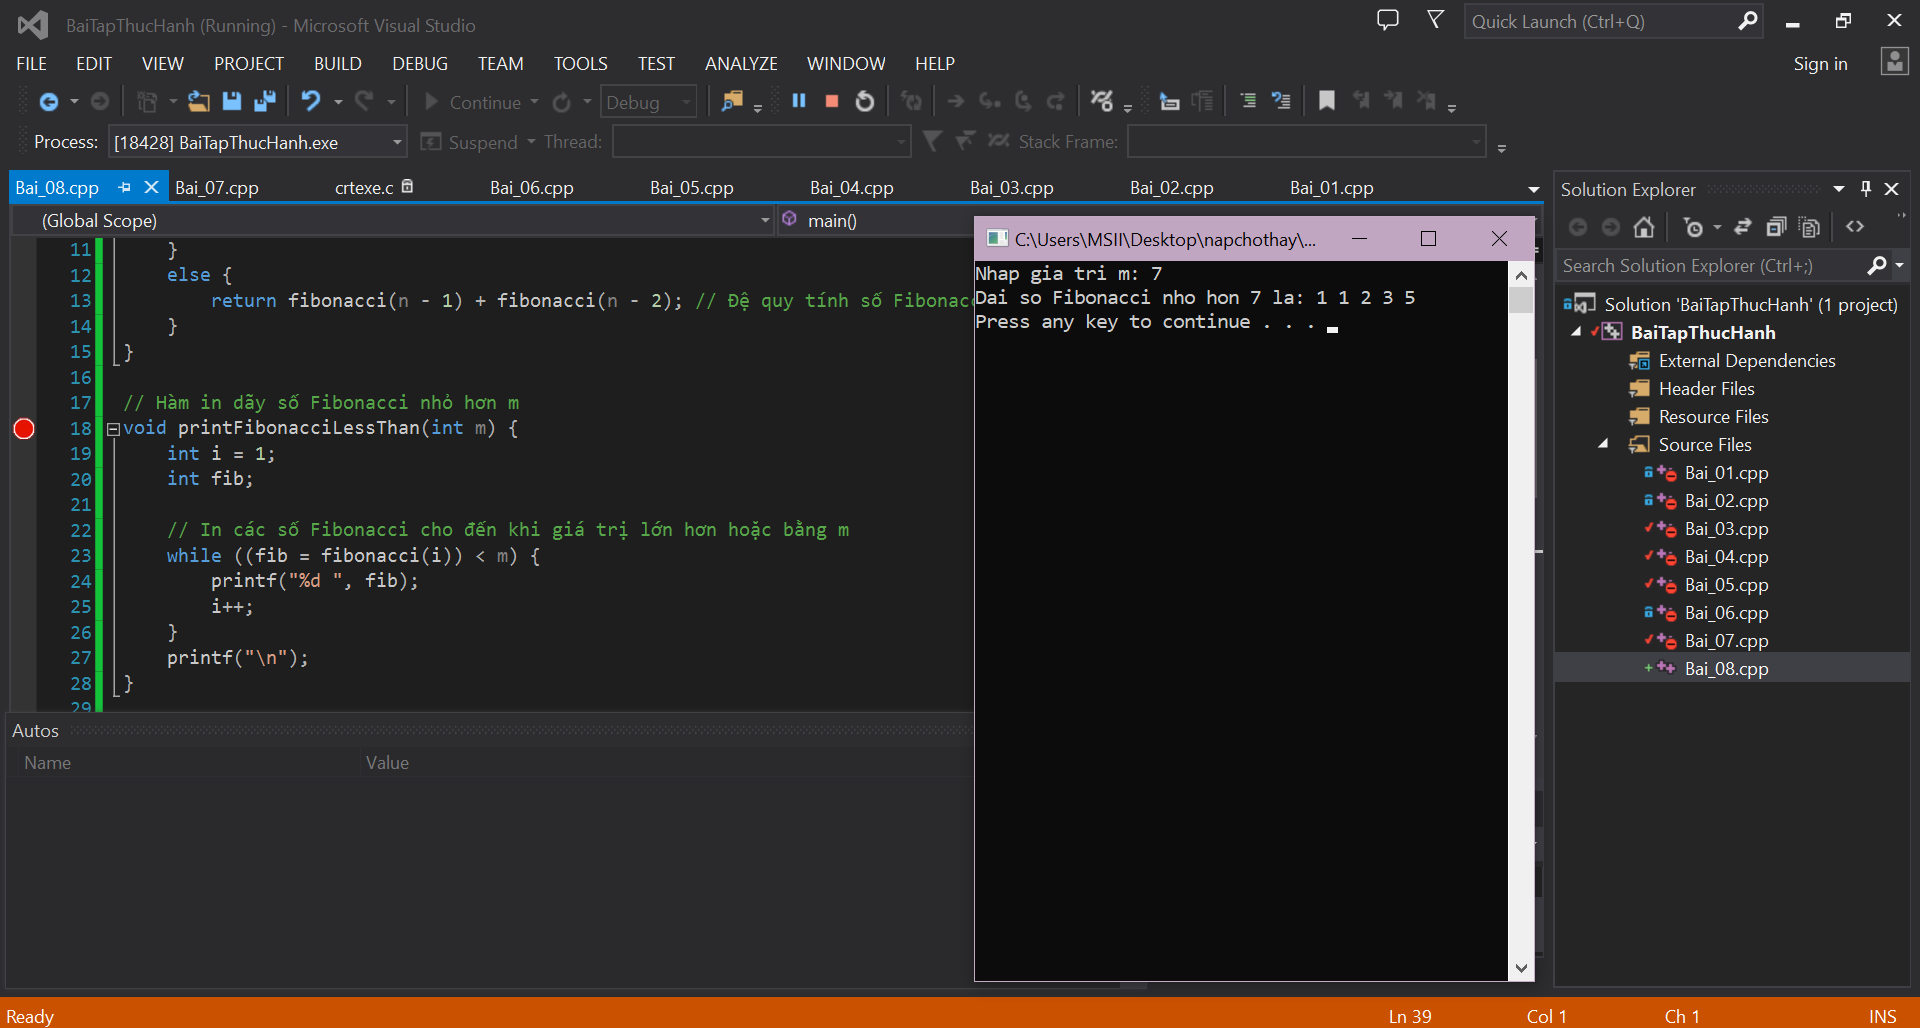 BaiTapThucHanh (Running) - Microsoft Visual Studio
Quick Launch (Ctrl+Q)
FILE EDIT VIEW PROJECT BUILD DEBUG TEAM TOOLS TEST ANALYZE WINDOW HELP
Sign in
Continue Debug
Process: [18428] BaiTapThucHanh.exe Suspend Thread: Stack Frame:
Bai_08.cpp Bai_07.cpp crtexe.c Bai_06.cpp Bai_05.cpp Bai_04.cpp Bai_03.cpp Bai_02.cpp Bai_01.cpp
(Global Scope) main()
11 }
12 else {
13 return fibonacci(n - 1) + fibonacci(n - 2); // Đệ quy tính số Fibonacc
14 }
15 }
16
17 // Hàm in dãy số Fibonacci nhỏ hơn m
18 void printFibonacciLessThan(int m) {
19 int i = 1;
20 int fib;
21
22 // In các số Fibonacci cho đến khi giá trị lớn hơn hoặc bằng m
23 while ((fib = fibonacci(i)) < m) {
24 printf("%d ", fib);
25 i++;
26 }
27 printf("\n");
28 }
29
C:\Users\MSII\Desktop\napchothay\...
Nhap gia tri m: 7
Dai so Fibonacci nho hon 7 la: 1 1 2 3 5
Press any key to continue . . .
Autos
Name Value
Solution Explorer
Search Solution Explorer (Ctrl+;)
Solution 'BaiTapThucHanh' (1 project)
BaiTapThucHanh
External Dependencies
Header Files
Resource Files
Source Files
Bai_01.cpp
Bai_02.cpp
Bai_03.cpp
Bai_04.cpp
Bai_05.cpp
Bai_06.cpp
Bai_07.cpp
Bai_08.cpp
Ready Ln 39 Col 1 Ch 1 INS